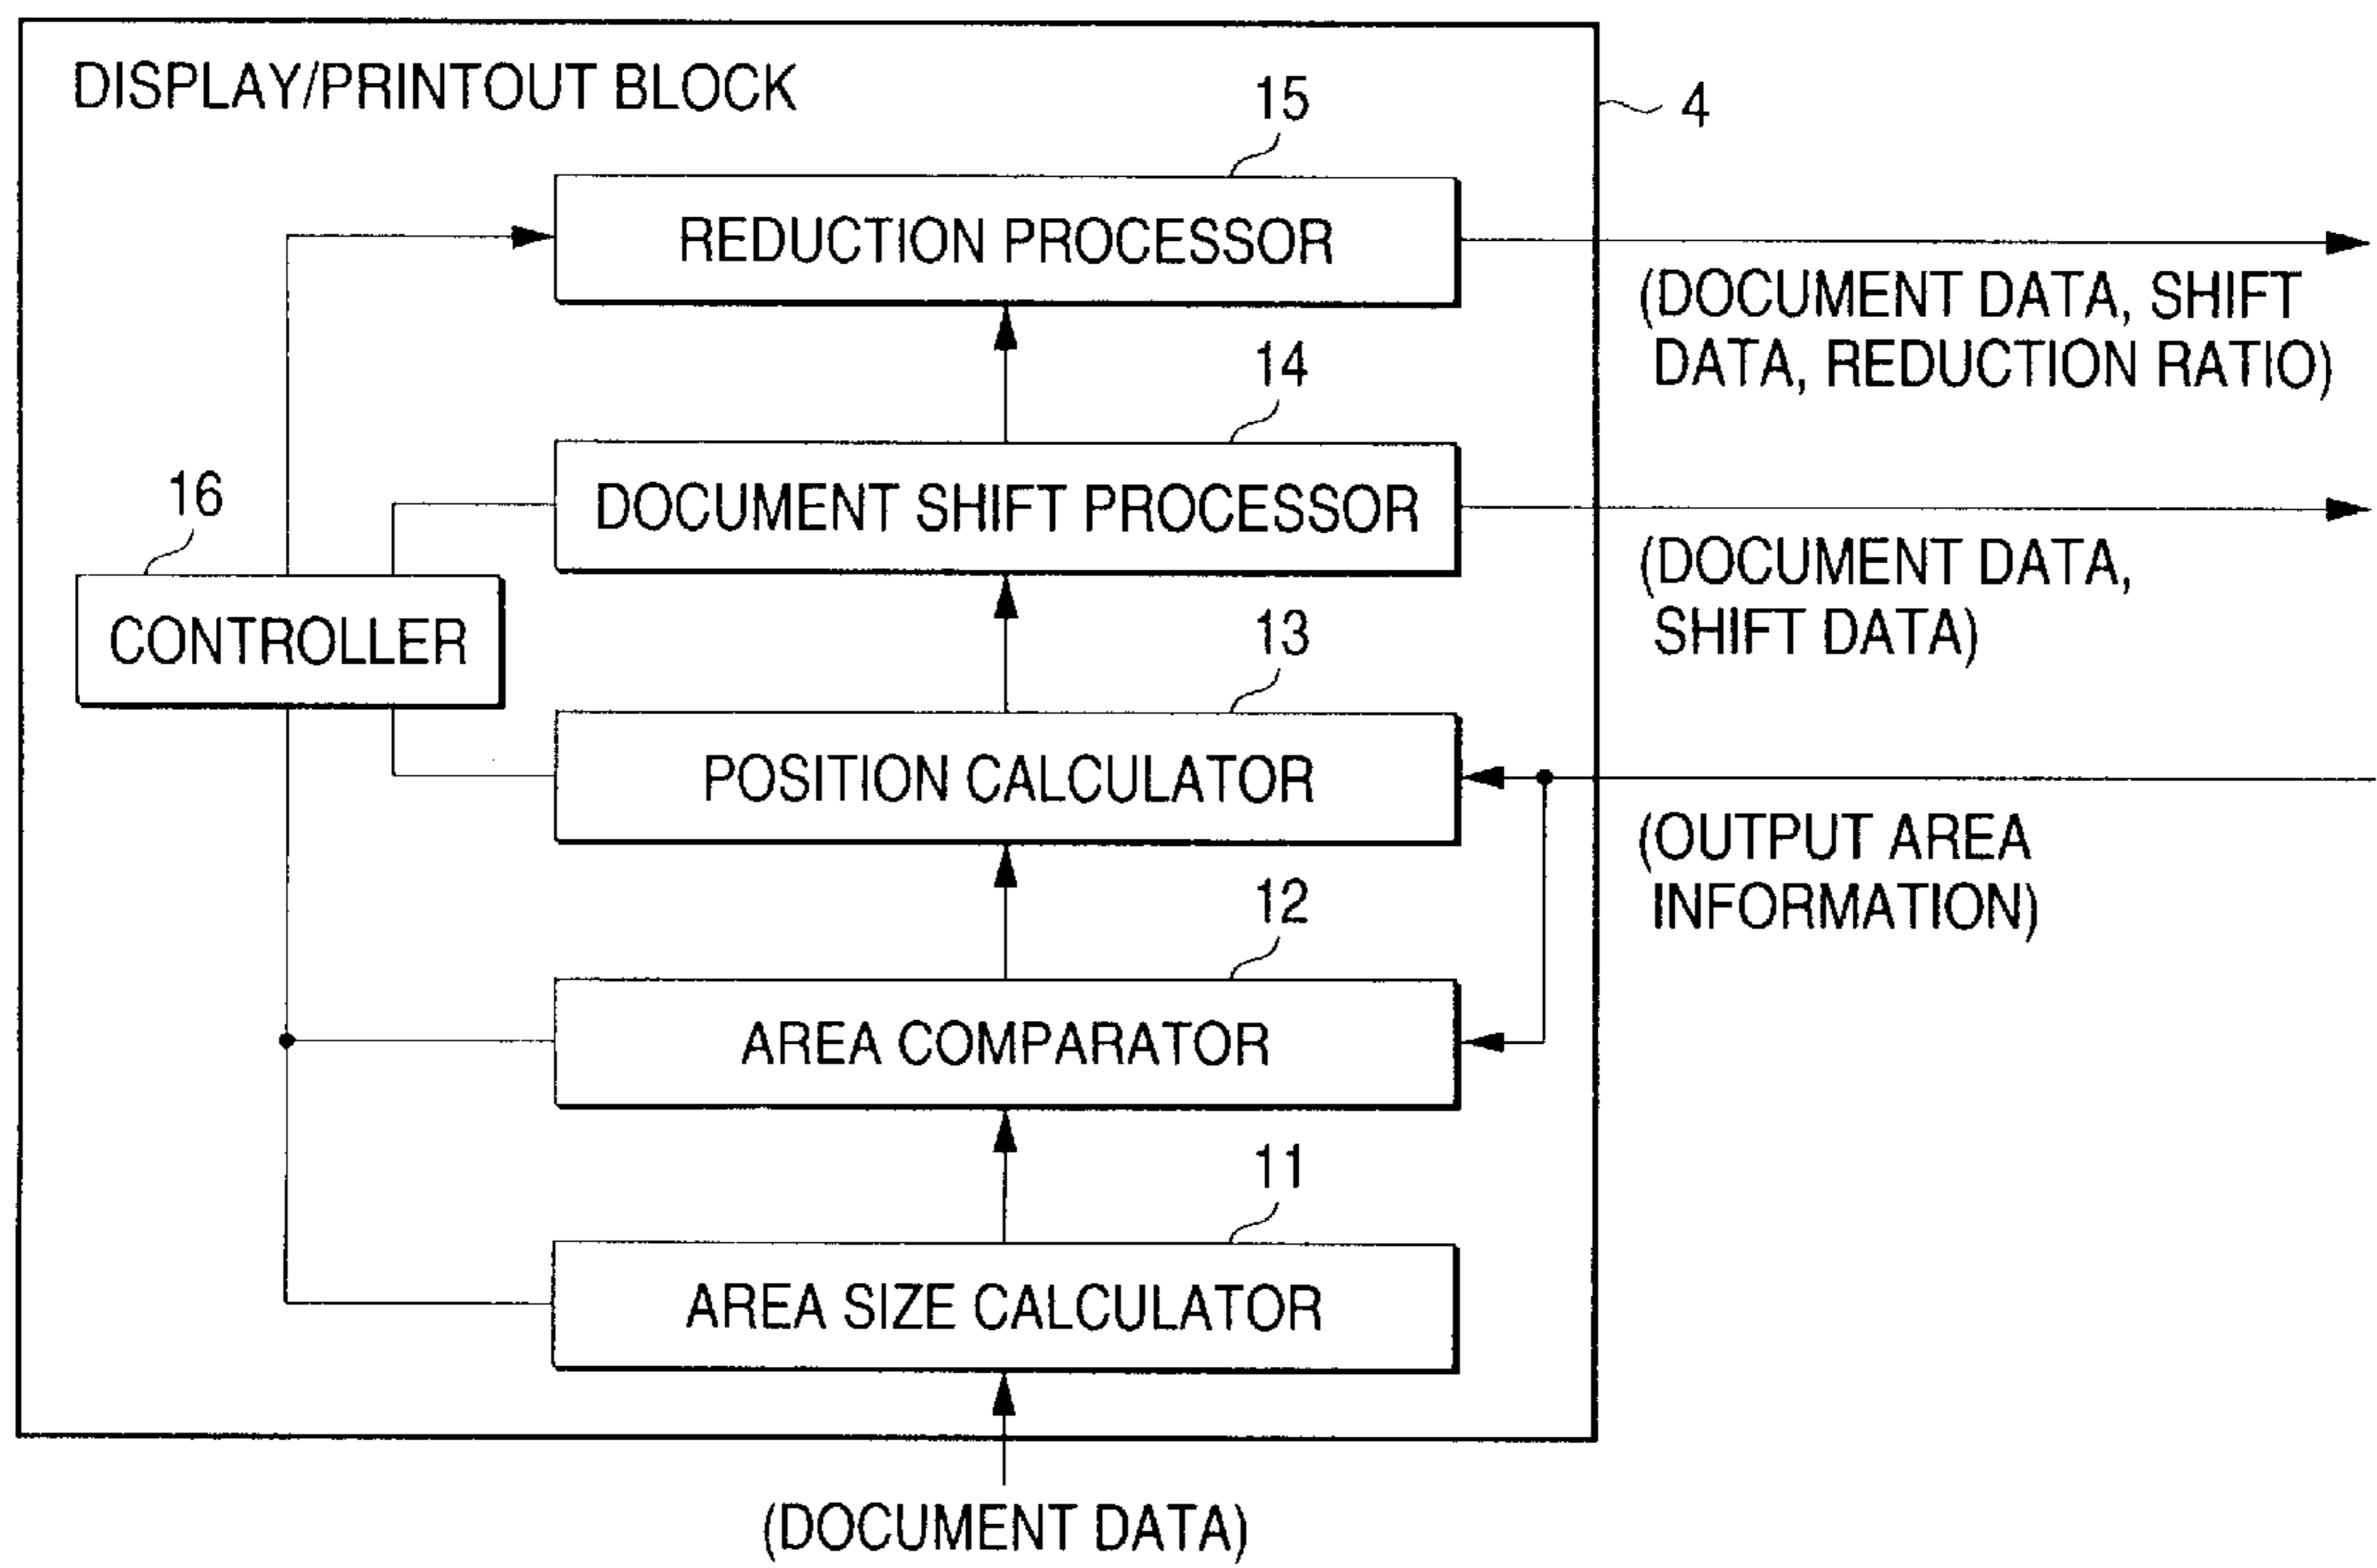 DISPLAY/PRINTOUT BLOCK
15
4
REDUCTION PROCESSOR
(DOCUMENT DATA, SHIFT
DATA, REDUCTION RATIO)
14
DOCUMENT SHIFT PROCESSOR
16
(DOCUMENT DATA,
SHIFT DATA)
CONTROLLER
13
POSITION CALCULATOR
(OUTPUT AREA
INFORMATION)
12
AREA COMPARATOR
11
AREA SIZE CALCULATOR
(DOCUMENT DATA)